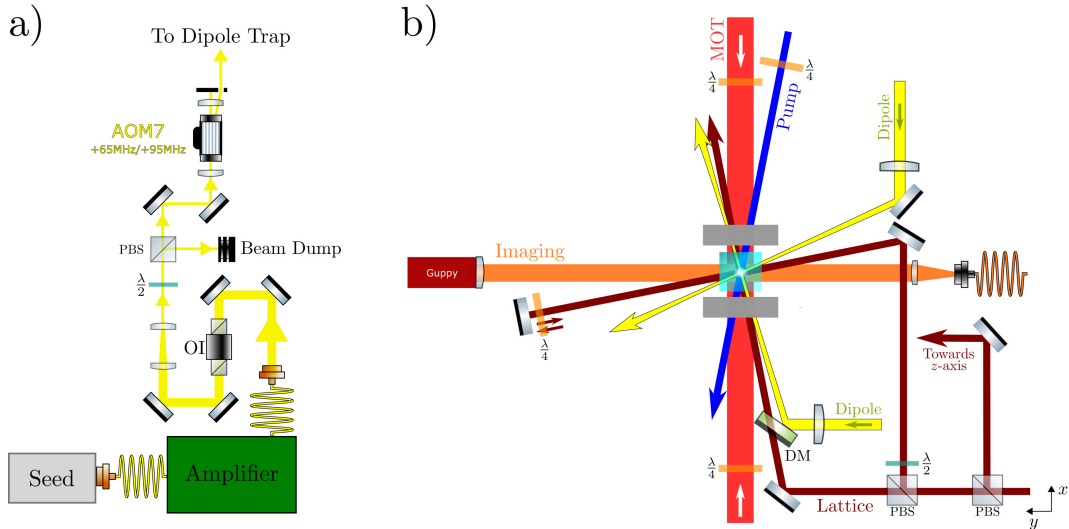 a)
To Dipole Trap
AOM7
+65MHz/+95MHz
PBS
Beam Dump
λ/2
OI
Seed
Amplifier
b)
MOT
λ/4
λ/4
Pump
Dipole
Imaging
Guppy
λ/4
Towards
z-axis
Dipole
DM
λ/4
λ/2
Lattice
PBS
PBS
x
y